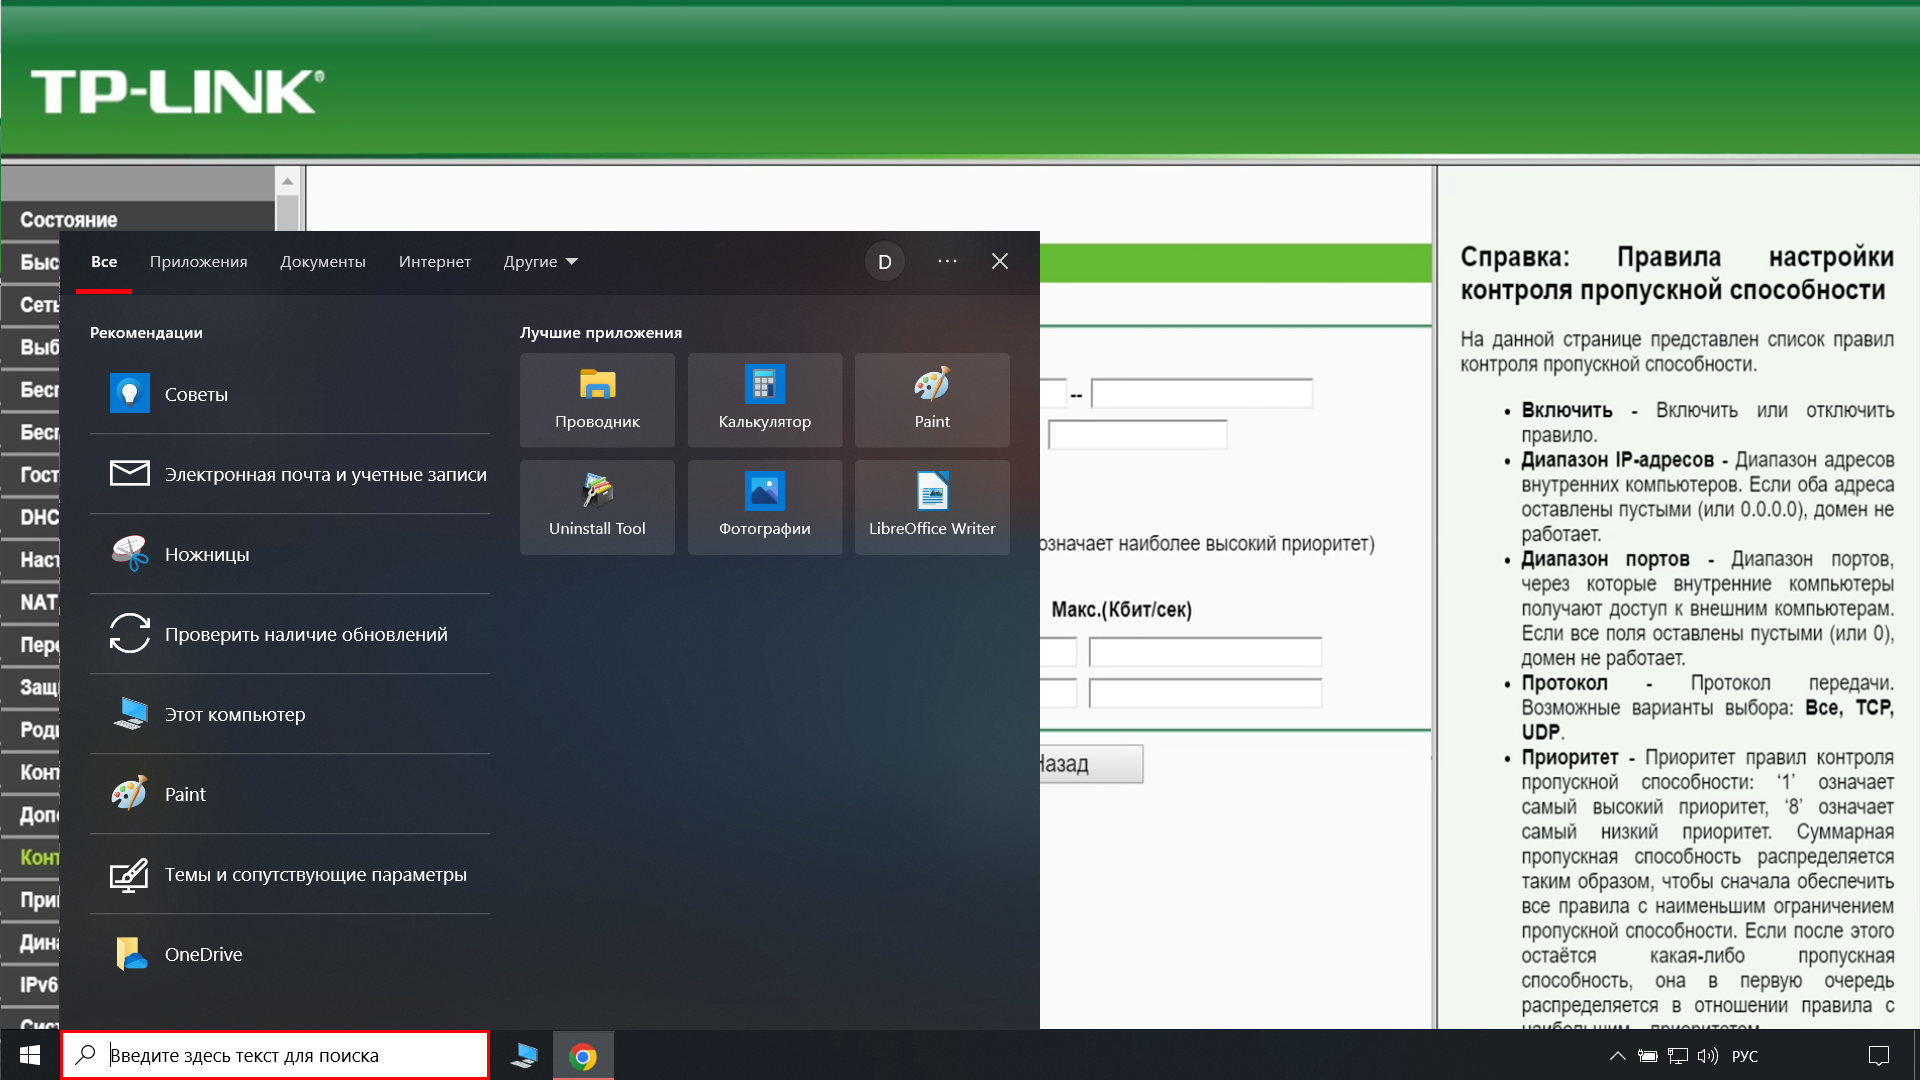 TP-LINK®
Состояние
Быс
Сеть
Выб
Бесп
Бесп
Гост
DHC
Наст
NAT
Пере
Защи
Роди
Конт
Допо
Конт
При
Дина
IPv6
Сист
Все
Приложения
Документы
Интернет
Другие
D
Рекомендации
Советы
Электронная почта и учетные записи
Ножницы
Проверить наличие обновлений
Этот компьютер
Paint
Темы и сопутствующие параметры
OneDrive
Лучшие приложения
Проводник
Калькулятор
Paint
Uninstall Tool
Фотографии
LibreOffice Writer
--
означает наиболее высокий приоритет)
Макс.(Кбит/сек)
Назад
Справка: Правила настройки
контроля пропускной способности
На данной странице представлен список правил
контроля пропускной способности.
• Включить - Включить или отключить
правило.
• Диапазон IP-адресов - Диапазон адресов
внутренних компьютеров. Если оба адреса
оставлены пустыми (или 0.0.0.0), домен не
работает.
• Диапазон портов - Диапазон портов,
через которые внутренние компьютеры
получают доступ к внешним компьютерам.
Если все поля оставлены пустыми (или 0),
домен не работает.
• Протокол - Протокол передачи.
Возможные варианты выбора: Все, TCP,
UDP.
• Приоритет - Приоритет правил контроля
пропускной способности: ‘1’ означает
самый высокий приоритет, ‘8’ означает
самый низкий приоритет. Суммарная
пропускная способность распределяется
таким образом, чтобы сначала обеспечить
все правила с наименьшим ограничением
пропускной способности. Если после этого
остаётся какая-либо пропускная
способность, она в первую очередь
распределяется в отношении правила с
наибольшим приоритетом.
Введите здесь текст для поиска
РУС